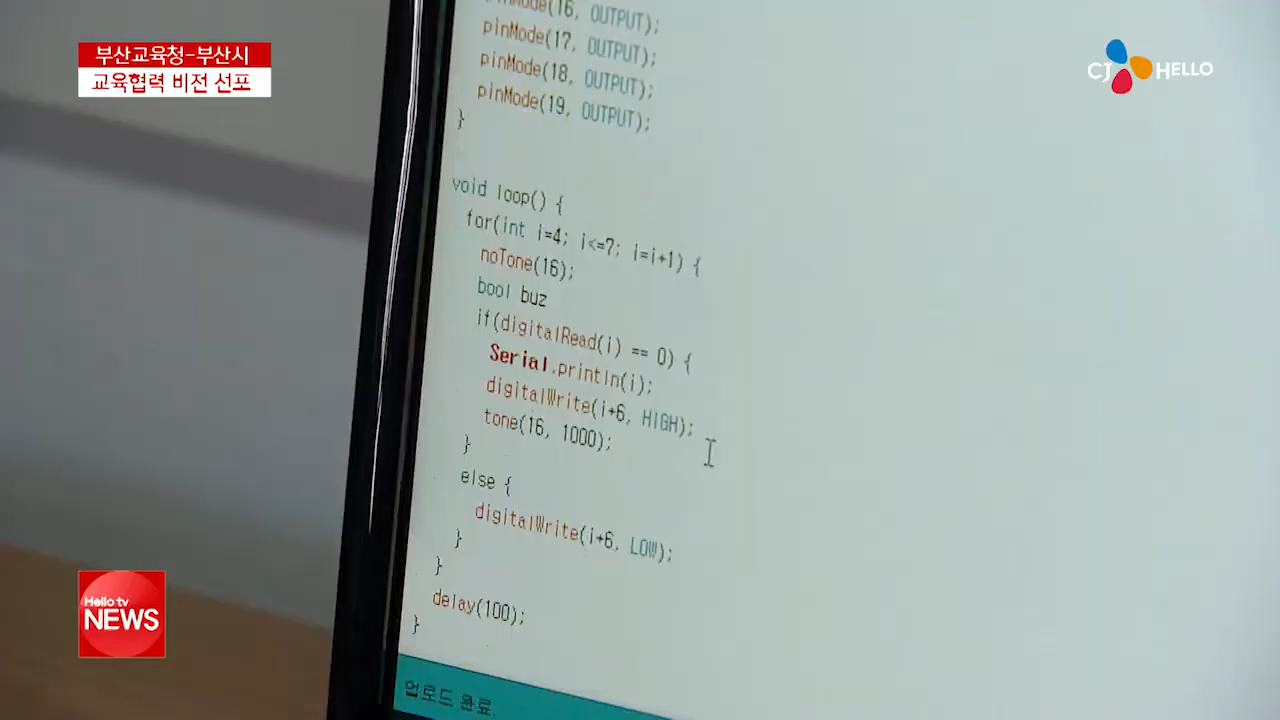 부산교육청-부산시
교육협력 비전 선포
CJ HELLO
pinMode(16, OUTPUT);
pinMode(17, OUTPUT);
pinMode(18, OUTPUT);
pinMode(19, OUTPUT);
}
void loop() {
for(int i=4; i<=7; i=i+1) {
noTone(16);
bool buz
if(digitalRead(i) == 0) {
Serial.println(i);
digitalWrite(i+6, HIGH);
tone(16, 1000);
}
else {
digitalWrite(i+6, LOW);
}
}
delay(100);
}
업로드 완료.
Hello tv
NEWS